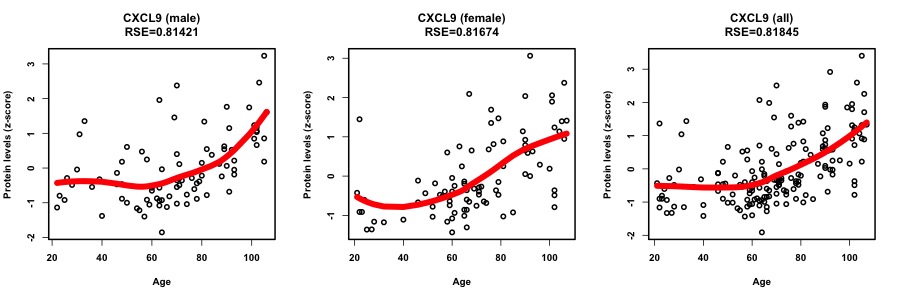 CXCL9 (male)
RSE=0.81421
Protein levels (z-score)
3
2
1
0
-1
-2
20 40 60 80 100
Age
CXCL9 (female)
RSE=0.81674
Protein levels (z-score)
3
2
1
0
-1
20 40 60 80 100
Age
CXCL9 (all)
RSE=0.81845
Protein levels (z-score)
3
2
1
0
-1
-2
20 40 60 80 100
Age